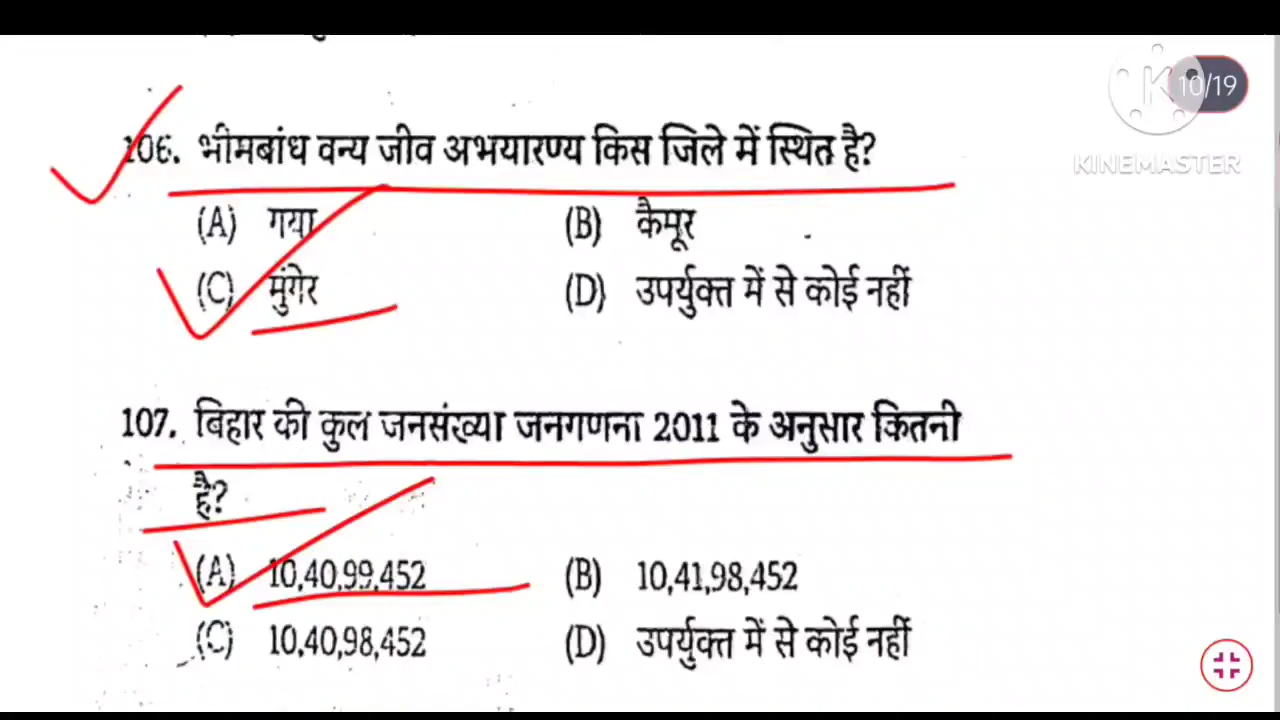 10/19
KINEMASTER
106. भीमबांध वन्य जीव अभयारण्य किस जिले में स्थित है?
(A) गया (B) कैमूर
(C) मुंगेर (D) उपर्युक्त में से कोई नहीं
107. बिहार की कुल जनसंख्या जनगणना 2011 के अनुसार कितनी
है?
(A) 10,40,99,452 (B) 10,41,98,452
(C) 10,40,98,452 (D) उपर्युक्त में से कोई नहीं